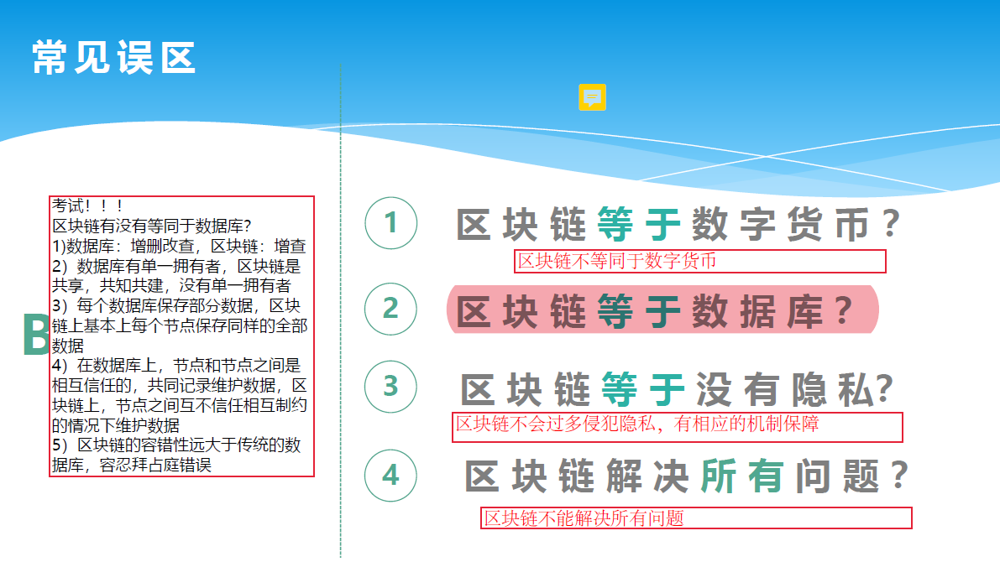 常见误区
考试！！！
区块链有没有等同于数据库?
1)数据库：增删改查，区块链：增查
2）数据库有单一拥有者，区块链是
共享，共知共建，没有单一拥有者
3）每个数据库保存部分数据，区块
链上基本上每个节点保存同样的全部
数据
4）在数据库上，节点和节点之间是
相互信任的，共同记录维护数据，区
块链上，节点之间互不信任相互制约
的情况下维护数据
5）区块链的容错性远大于传统的数
据库，容忍拜占庭错误
B
1 区块链等于数字货币？
区块链不等同于数字货币
2 区块链等于数据库？
3 区块链等于没有隐私?
区块链不会过多侵犯隐私，有相应的机制保障
4 区块链解决所有问题？
区块链不能解决所有问题